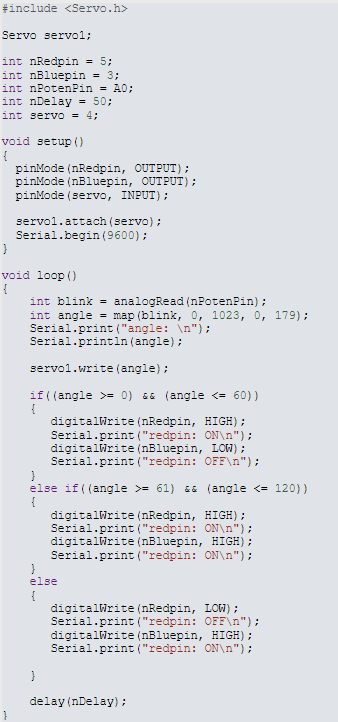 #include <Servo.h>

Servo servo1;

int nRedpin = 5;
int nBluepin = 3;
int nPotenPin = A0;
int nDelay = 50;
int servo = 4;

void setup()
{
  pinMode(nRedpin, OUTPUT);
  pinMode(nBluepin, OUTPUT);
  pinMode(servo, INPUT);

  servo1.attach(servo);
  Serial.begin(9600);
}

void loop()
{
    int blink = analogRead(nPotenPin);
    int angle = map(blink, 0, 1023, 0, 179);
    Serial.print("angle: \n");
    Serial.println(angle);

    servo1.write(angle);

    if((angle >= 0) && (angle <= 60))
    {
       digitalWrite(nRedpin, HIGH);
       Serial.print("redpin: ON\n");
       digitalWrite(nBluepin, LOW);
       Serial.print("redpin: OFF\n");
    }
    else if((angle >= 61) && (angle <= 120))
    {
       digitalWrite(nRedpin, HIGH);
       Serial.print("redpin: ON\n");
       digitalWrite(nBluepin, HIGH);
       Serial.print("redpin: ON\n");
    }
    else
    {
       digitalWrite(nRedpin, LOW);
       Serial.print("redpin: OFF\n");
       digitalWrite(nBluepin, HIGH);
       Serial.print("redpin: ON\n");

    }

    delay(nDelay);
}